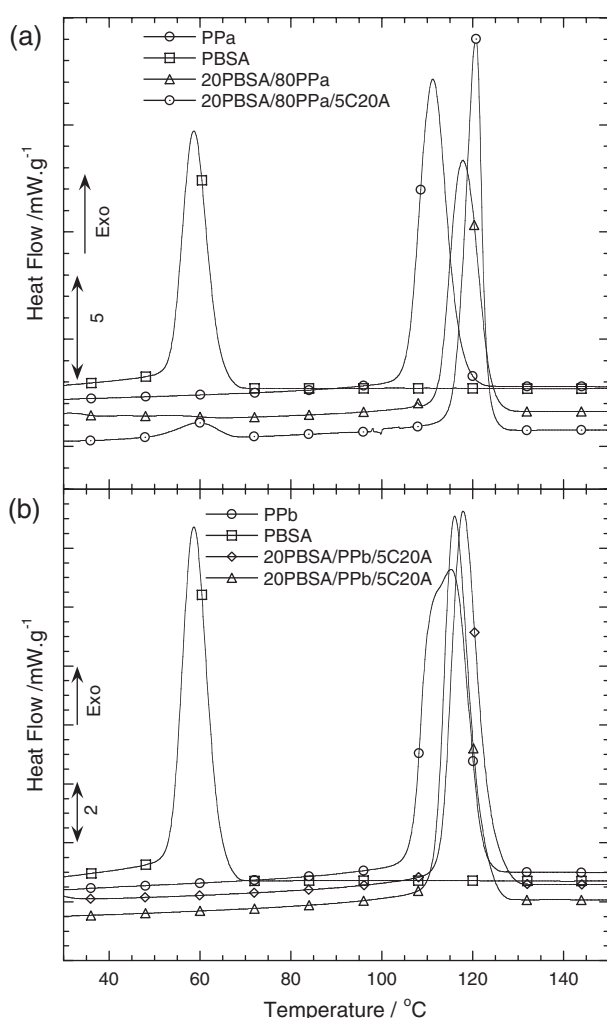 (a)
PPa
PBSA
20PBSA/80PPa
20PBSA/80PPa/5C20A
Heat Flow /mW.g⁻¹
Exo
5
(b)
PPb
PBSA
20PBSA/PPb/5C20A
20PBSA/PPb/5C20A
Heat Flow /mW.g⁻¹
Exo
2
40 60 80 100 120 140
Temperature / °C